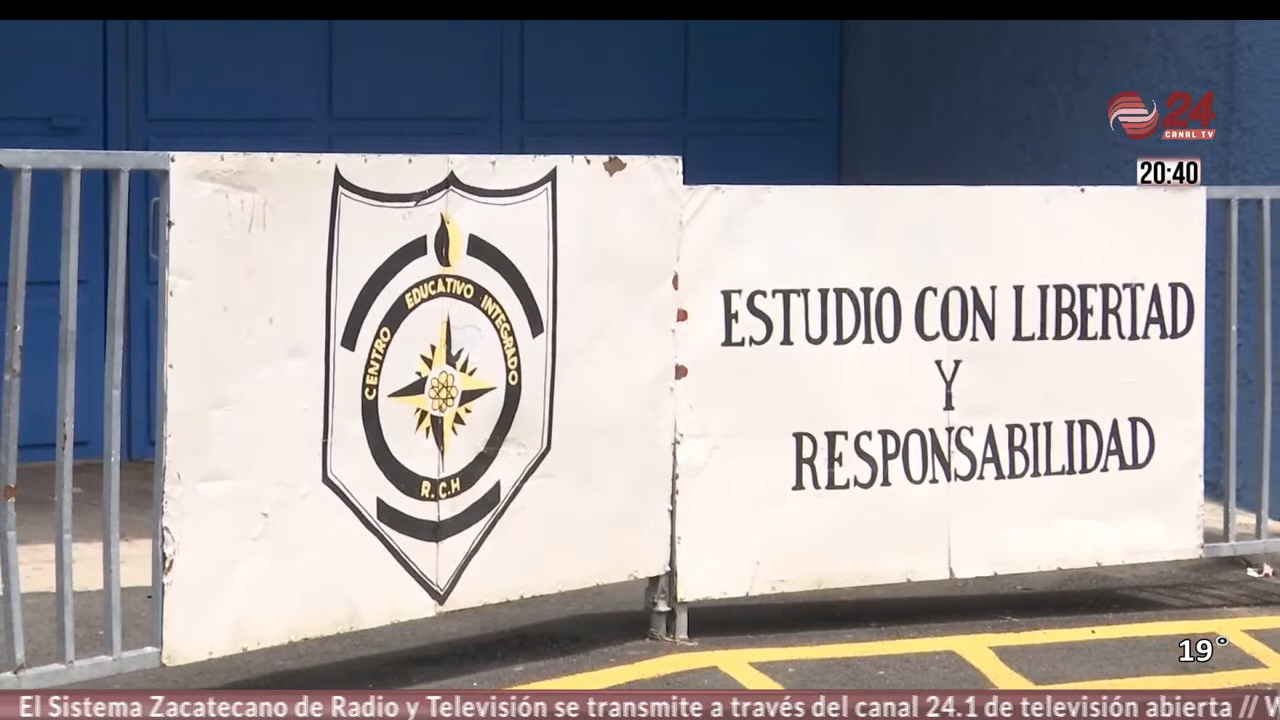 24
CANAL TV
20:40
CENTRO EDUCATIVO INTEGRADO
R.C.H
ESTUDIO CON LIBERTAD
Y
RESPONSABILIDAD
19°
El Sistema Zacatecano de Radio y Televisión se transmite a través del canal 24.1 de televisión abierta //